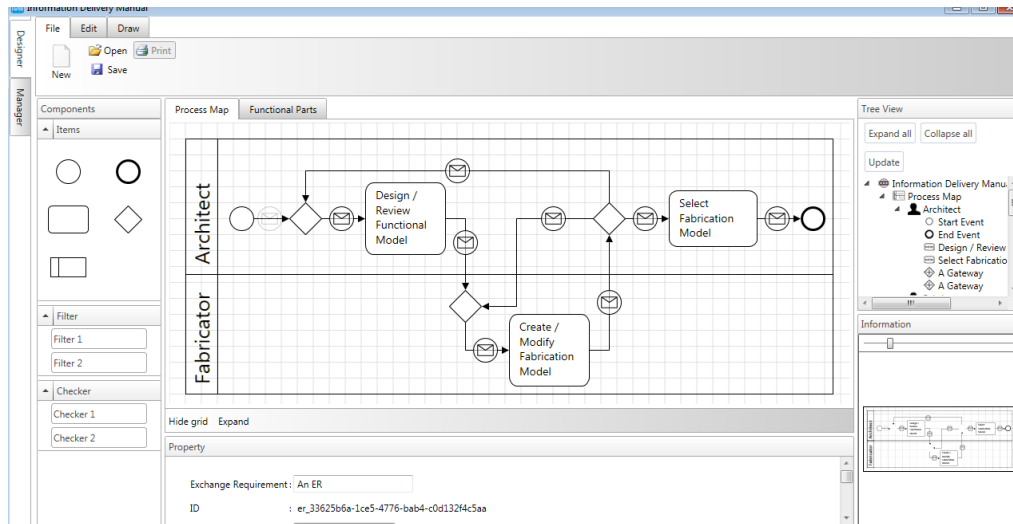 Information Delivery Manual
Designer
Manager
File Edit Draw
New
Open
Print
Save
Components
Items
Filter
Filter 1
Filter 2
Checker
Checker 1
Checker 2
Process Map Functional Parts
Architect
Design /
Review
Functional
Model
Select
Fabrication
Model
Fabricator
Create /
Modify
Fabrication
Model
Hide grid Expand
Property
Exchange Requirement : An ER
ID : er_33625b6a-1ce5-4776-bab4-c0d132f4c5aa
Tree View
Expand all Collapse all
Update
Information Delivery Manu
Process Map
Architect
Start Event
End Event
Design / Review
Select Fabricatio
A Gateway
A Gateway
Information